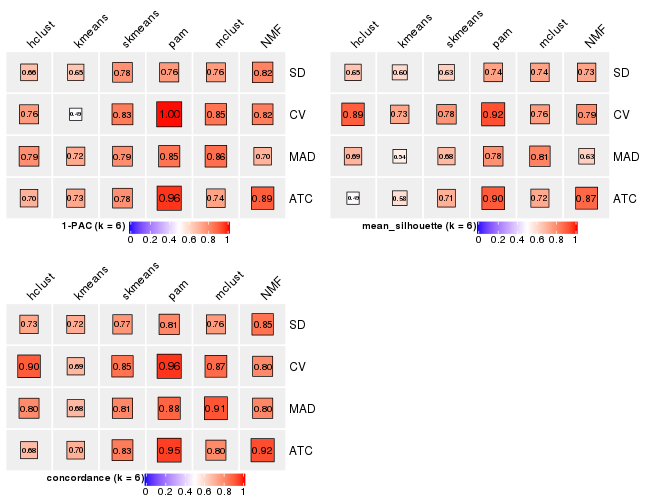 hclust kmeans skmeans pam mclust NMF
0.66 0.65 0.78 0.76 0.76 0.82 SD
0.76 0.49 0.83 1.00 0.85 0.82 CV
0.79 0.72 0.79 0.85 0.86 0.70 MAD
0.70 0.73 0.78 0.96 0.74 0.89 ATC
1-PAC (k = 6)
0 0.2 0.4 0.6 0.8 1
hclust kmeans skmeans pam mclust NMF
0.65 0.60 0.63 0.74 0.74 0.73 SD
0.89 0.73 0.78 0.92 0.76 0.79 CV
0.69 0.54 0.68 0.78 0.81 0.63 MAD
0.49 0.58 0.71 0.90 0.72 0.87 ATC
mean_silhouette (k = 6)
0 0.2 0.4 0.6 0.8 1
hclust kmeans skmeans pam mclust NMF
0.73 0.72 0.77 0.81 0.76 0.85 SD
0.90 0.69 0.85 0.96 0.87 0.80 CV
0.80 0.68 0.81 0.88 0.91 0.80 MAD
0.68 0.70 0.83 0.95 0.80 0.92 ATC
concordance (k = 6)
0 0.2 0.4 0.6 0.8 1